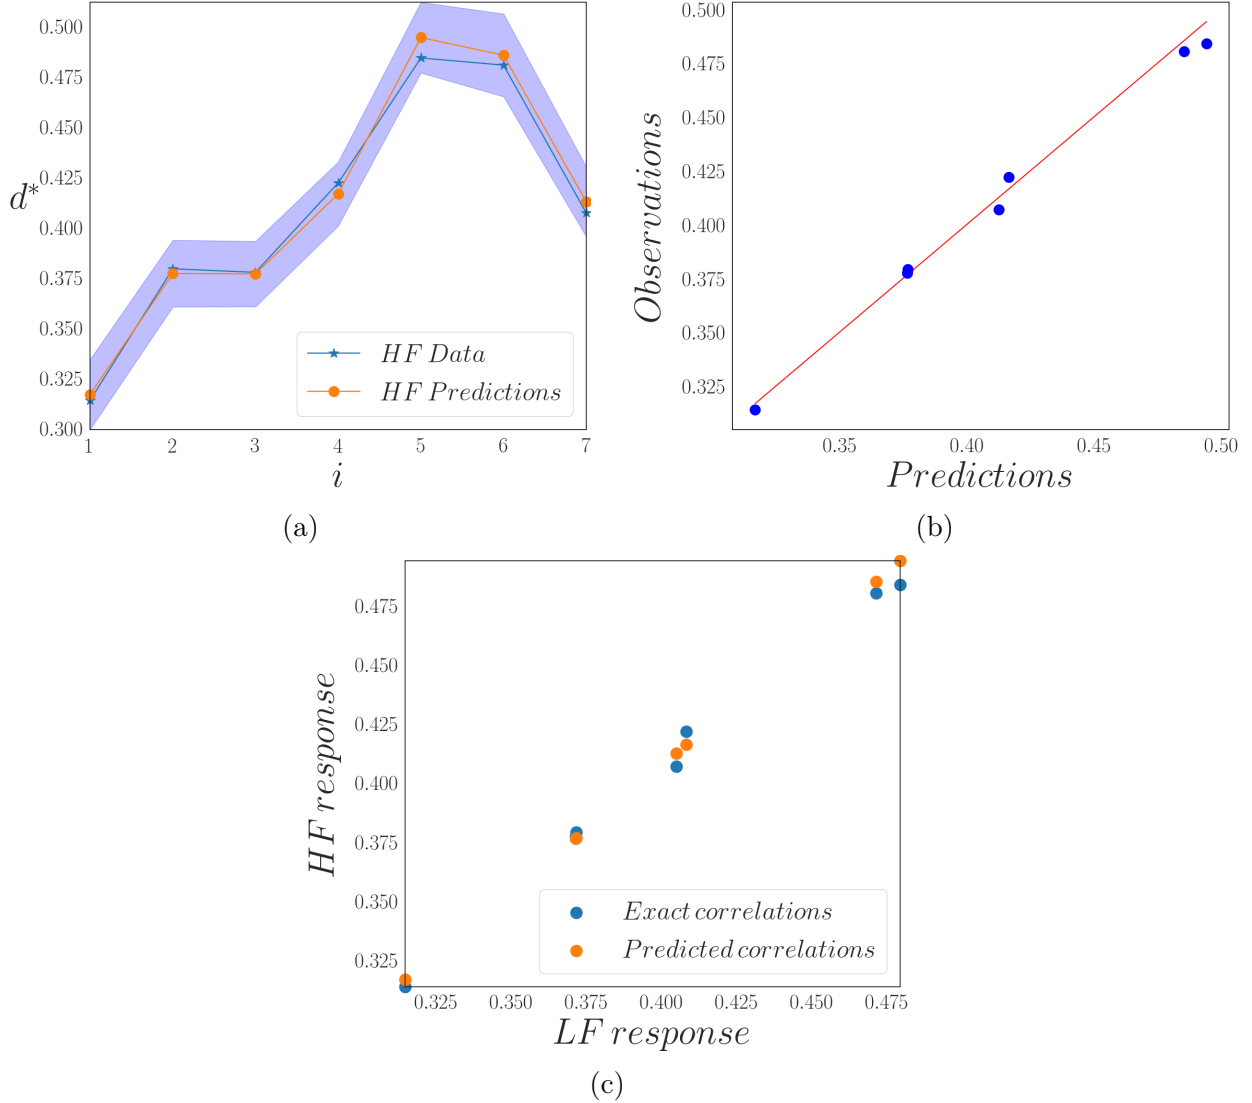 0.500
0.475
0.450
0.425
d*
0.400
0.375
0.350
0.325
0.300
HF Data
HF Predictions
1 2 3 4 5 6 7
i
(a)
0.500
0.475
0.450
0.425
0.400
0.375
0.350
0.325
Observations
0.35 0.40 0.45 0.50
Predictions
(b)
0.475
0.450
0.425
0.400
0.375
0.350
0.325
HF response
Exact correlations
Predicted correlations
0.325 0.350 0.375 0.400 0.425 0.450 0.475
LF response
(c)